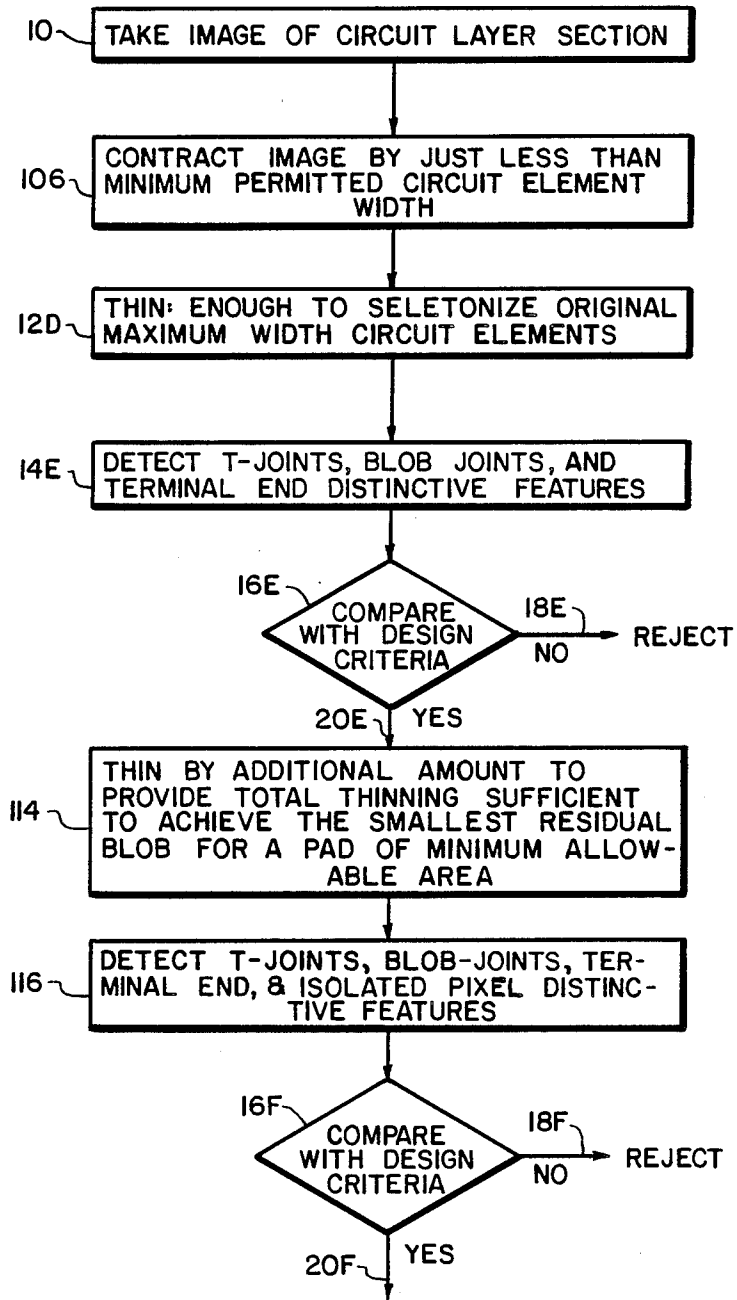 10
TAKE IMAGE OF CIRCUIT LAYER SECTION
106
CONTRACT IMAGE BY JUST LESS THAN
MINIMUM PERMITTED CIRCUIT ELEMENT
WIDTH
12D
THIN: ENOUGH TO SELETONIZE ORIGINAL
MAXIMUM WIDTH CIRCUIT ELEMENTS
14E
DETECT T-JOINTS, BLOB JOINTS, AND
TERMINAL END DISTINCTIVE FEATURES
16E
COMPARE
WITH DESIGN
CRITERIA
18E
NO
REJECT
20E
YES
114
THIN BY ADDITIONAL AMOUNT TO
PROVIDE TOTAL THINNING SUFFICIENT
TO ACHIEVE THE SMALLEST RESIDUAL
BLOB FOR A PAD OF MINIMUM ALLOW-
ABLE AREA
116
DETECT T-JOINTS, BLOB-JOINTS, TER-
MINAL END, & ISOLATED PIXEL DISTINC-
TIVE FEATURES
16F
COMPARE
WITH DESIGN
CRITERIA
18F
NO
REJECT
20F
YES